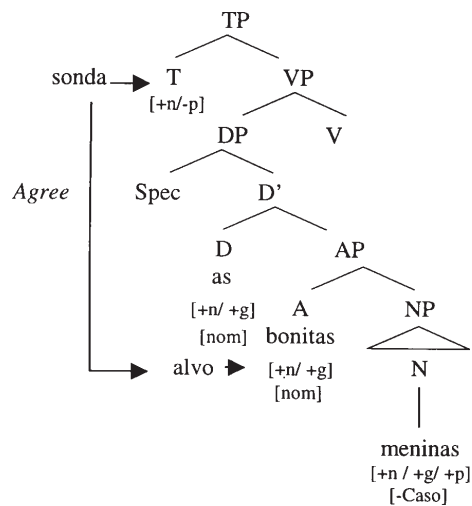 TP
sonda T VP
[+n/-p]
DP V
Agree Spec D'
D AP
as
[+n/ +g] A NP
[nom] bonitas
alvo [+n/ +g] N
[nom]
meninas
[+n / +g/ +p]
[-Caso]